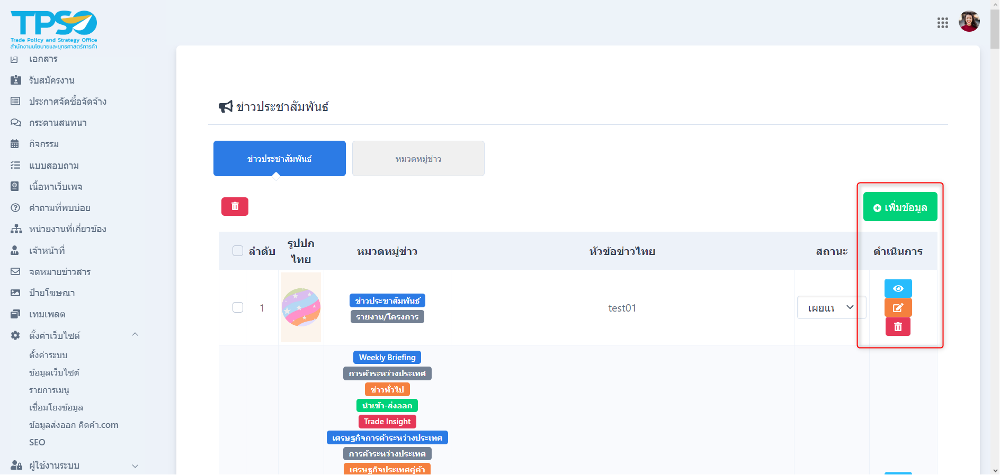 TPSO
Trade Policy and Strategy Office
สำนักงานนโยบายและยุทธศาสตร์การค้า
เอกสาร
รับสมัครงาน
ประกาศจัดซื้อจัดจ้าง
กระดานสนทนา
กิจกรรม
แบบสอบถาม
เนื้อหาเว็บเพจ
คำถามที่พบบ่อย
หน่วยงานที่เกี่ยวข้อง
เจ้าหน้าที่
จดหมายข่าวสาร
ป้ายโฆษณา
เทมเพลต
ตั้งค่าเว็บไซต์
ตั้งค่าระบบ
ข้อมูลเว็บไซต์
รายการเมนู
เชื่อมโยงข้อมูล
ข้อมูลส่งออก คิดค้า.com
SEO
ผู้ใช้งานระบบ
ข่าวประชาสัมพันธ์
ข่าวประชาสัมพันธ์ หมวดหมู่ข่าว
เพิ่มข้อมูล
ลำดับ รูปปก หมวดหมู่ข่าว หัวข้อข่าวไทย สถานะ ดำเนินการ
ไทย
1 ข่าวประชาสัมพันธ์ test01 เผยแพ
รายงาน/โครงการ
Weekly Briefing
การค้าระหว่างประเทศ
ข่าวทั่วไป
นำเข้า-ส่งออก
Trade Insight
เศรษฐกิจการค้าระหว่างประเทศ
การค้าระหว่างประเทศ
เศรษฐกิจประเทศคู่ค้า